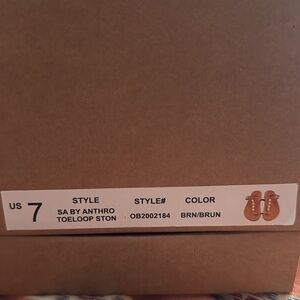 US 7 STYLE STYLE# COLOR
SA BY ANTHRO OB2002184 BRN/BRUN
TOELOOP STON